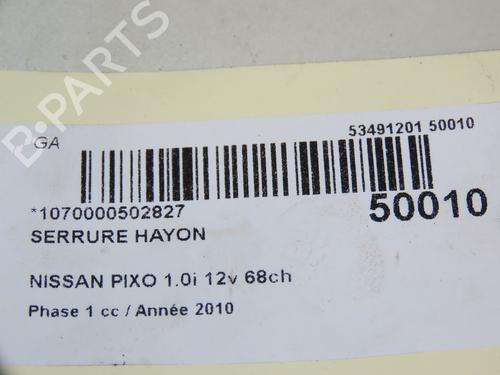 GA
53491201 50010
*1070000502827
50010
SERRURE HAYON
NISSAN PIXO 1.0i 12v 68ch
Phase 1 cc / Année 2010
B-PARTS